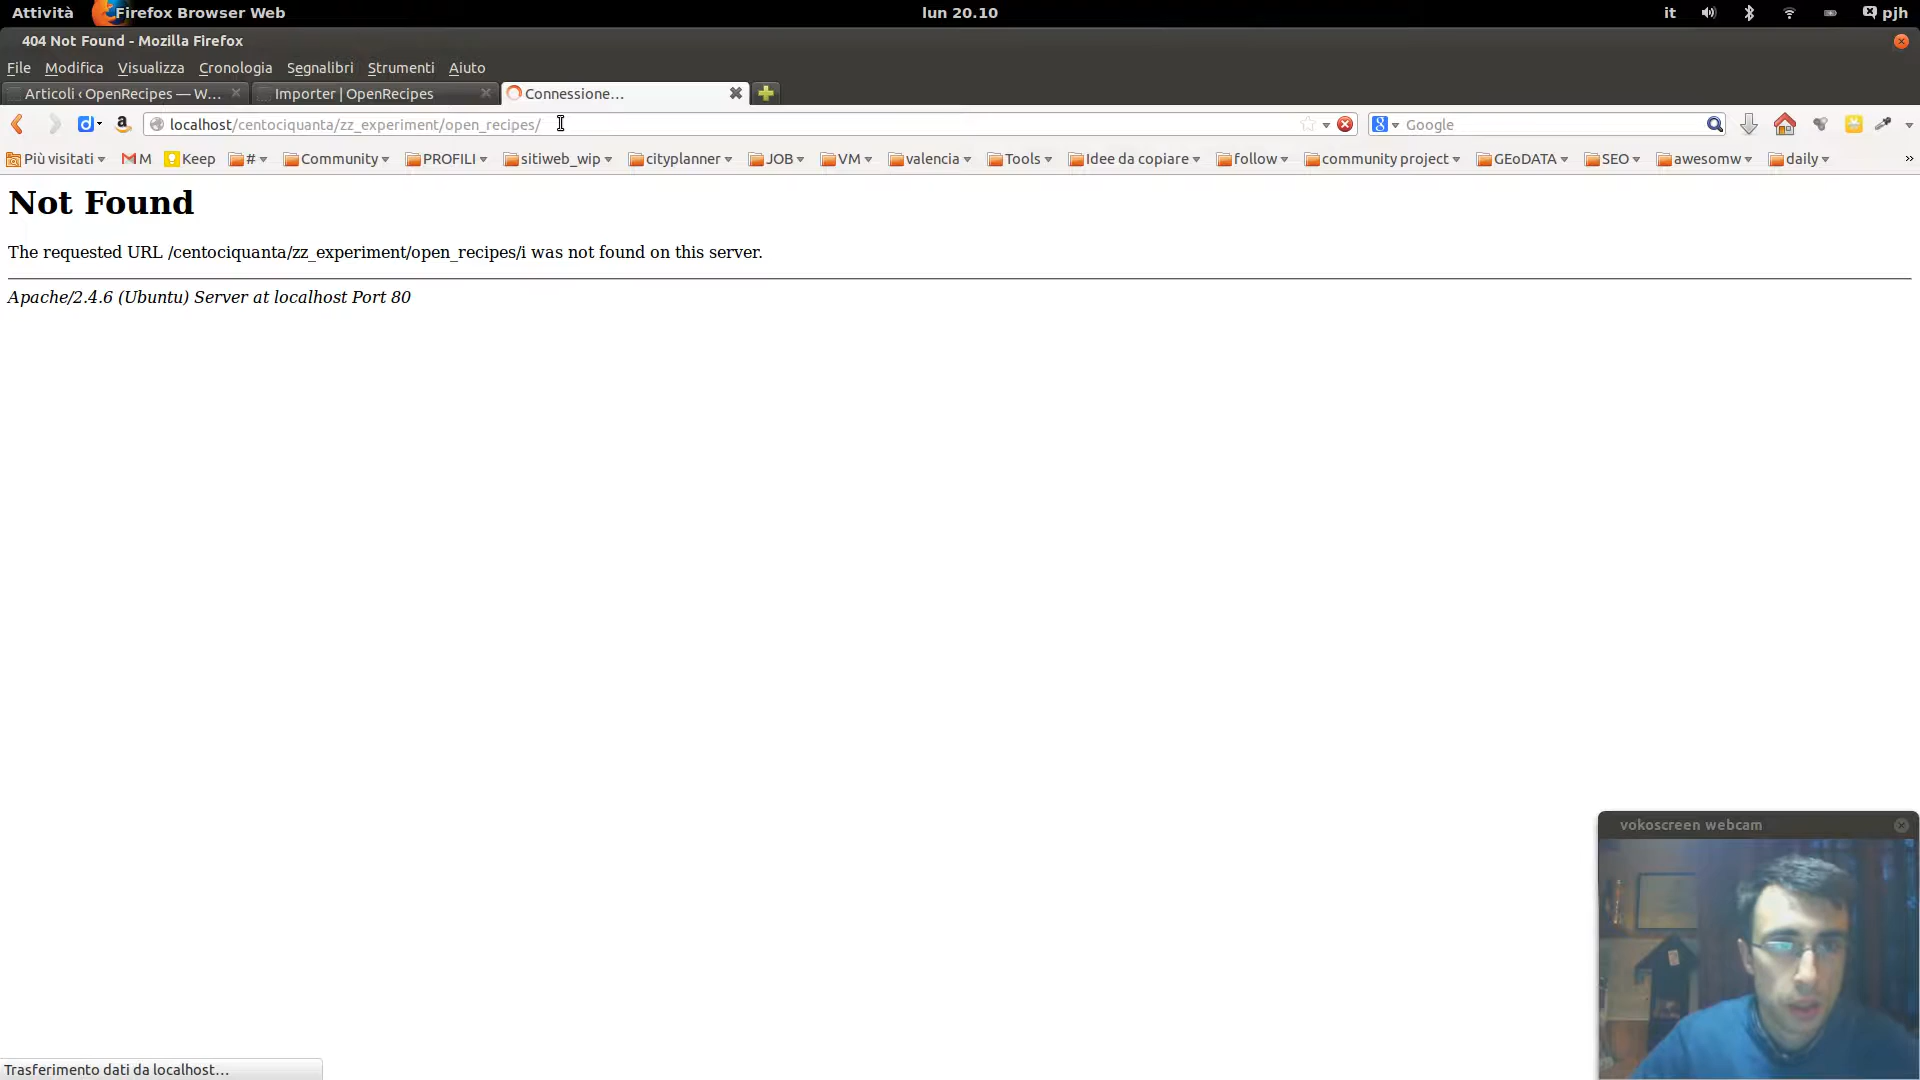 Attività Firefox Browser Web lun 20.10 it pjh
404 Not Found - Mozilla Firefox
File Modifica Visualizza Cronologia Segnalibri Strumenti Aiuto
Articoli ‹ OpenRecipes — W... Importer | OpenRecipes Connessione...
d a localhost/centociquanta/zz_experiment/open_recipes/ 8 Google
Più visitati M M Keep # Community PROFILI sitiweb_wip cityplanner JOB VM valencia Tools Idee da copiare follow community project GEoDATA SEO awesomw daily »
Not Found
The requested URL /centociquanta/zz_experiment/open_recipes/i was not found on this server.
Apache/2.4.6 (Ubuntu) Server at localhost Port 80
vokoscreen webcam
Trasferimento dati da localhost...